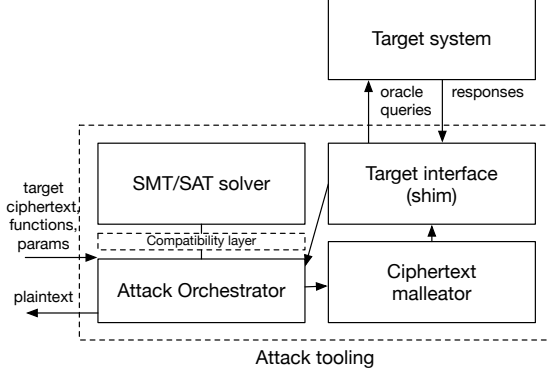 Target system
oracle
queries
responses
SMT/SAT solver
Target interface
(shim)
target
ciphertext,
functions,
params
Compatibility layer
Attack Orchestrator
Ciphertext
malleator
plaintext
Attack tooling